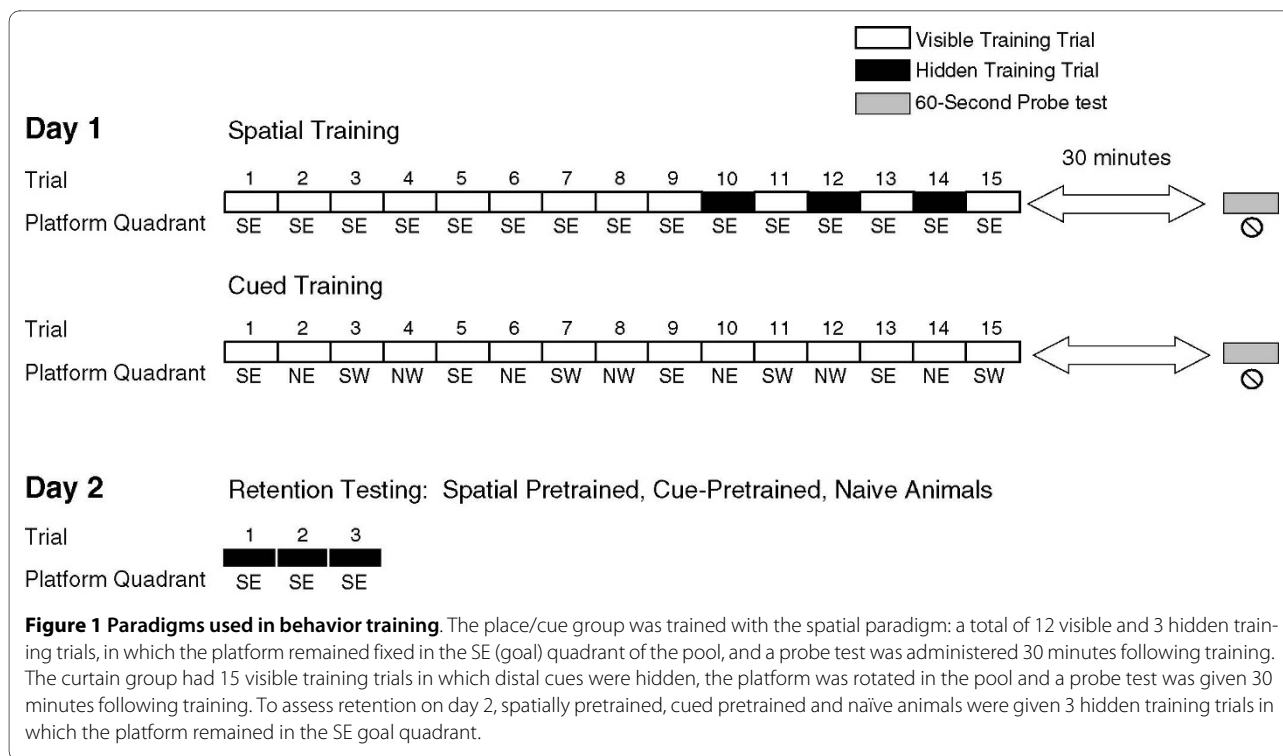 Visible Training Trial
Hidden Training Trial
60-Second Probe test
Day 1 Spatial Training
30 minutes
Trial 1 2 3 4 5 6 7 8 9 10 11 12 13 14 15
Platform Quadrant SE SE SE SE SE SE SE SE SE SE SE SE SE SE SE
Cued Training
Trial 1 2 3 4 5 6 7 8 9 10 11 12 13 14 15
Platform Quadrant SE NE SW NW SE NE SW NW SE NE SW NW SE NE SW
Day 2 Retention Testing: Spatial Pretrained, Cue-Pretrained, Naive Animals
Trial 1 2 3
Platform Quadrant SE SE SE
Figure 1 Paradigms used in behavior training. The place/cue group was trained with the spatial paradigm: a total of 12 visible and 3 hidden train-
ing trials, in which the platform remained fixed in the SE (goal) quadrant of the pool, and a probe test was administered 30 minutes following training.
The curtain group had 15 visible training trials in which distal cues were hidden, the platform was rotated in the pool and a probe test was given 30
minutes following training. To assess retention on day 2, spatially pretrained, cued pretrained and naïve animals were given 3 hidden training trials in
which the platform remained in the SE goal quadrant.